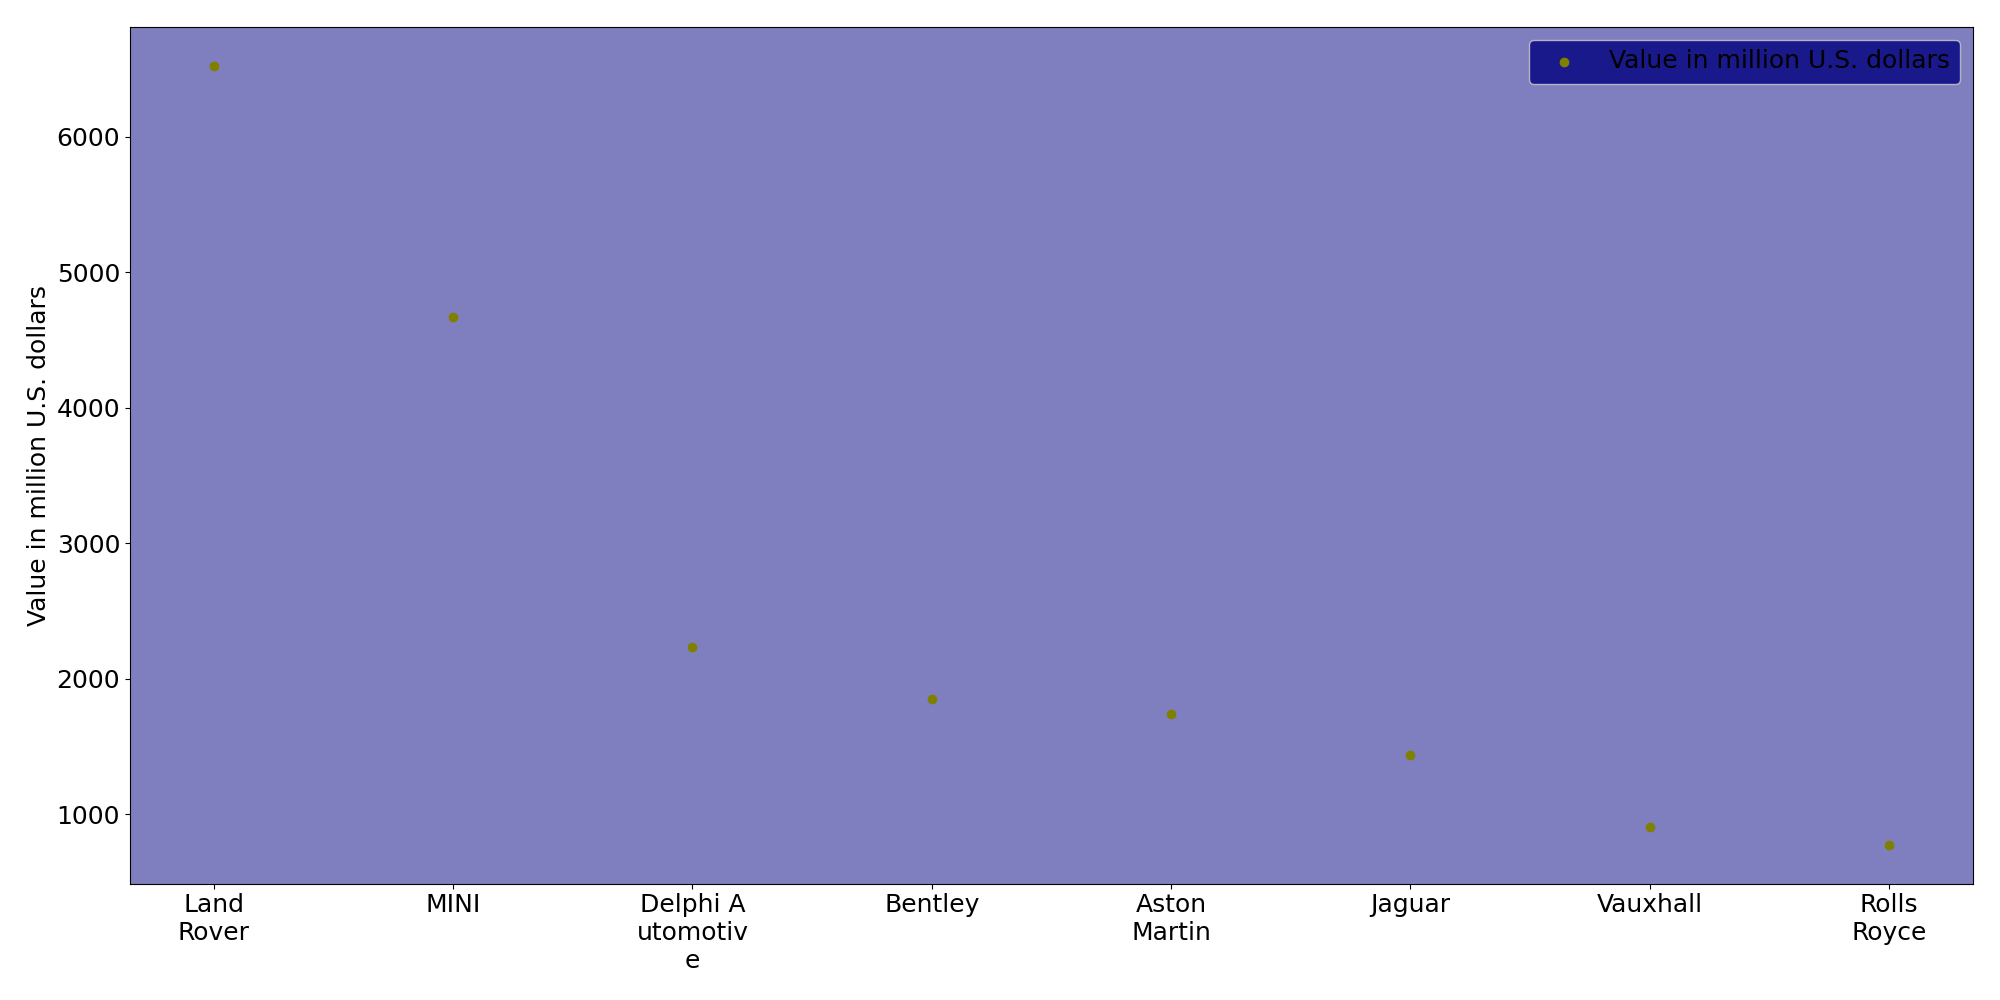 Value in million U.S. dollars
Value in million U.S. dollars
6000
5000
4000
3000
2000
1000
Land
Rover
MINI
Delphi A
utomotiv
e
Bentley
Aston
Martin
Jaguar
Vauxhall
Rolls
Royce